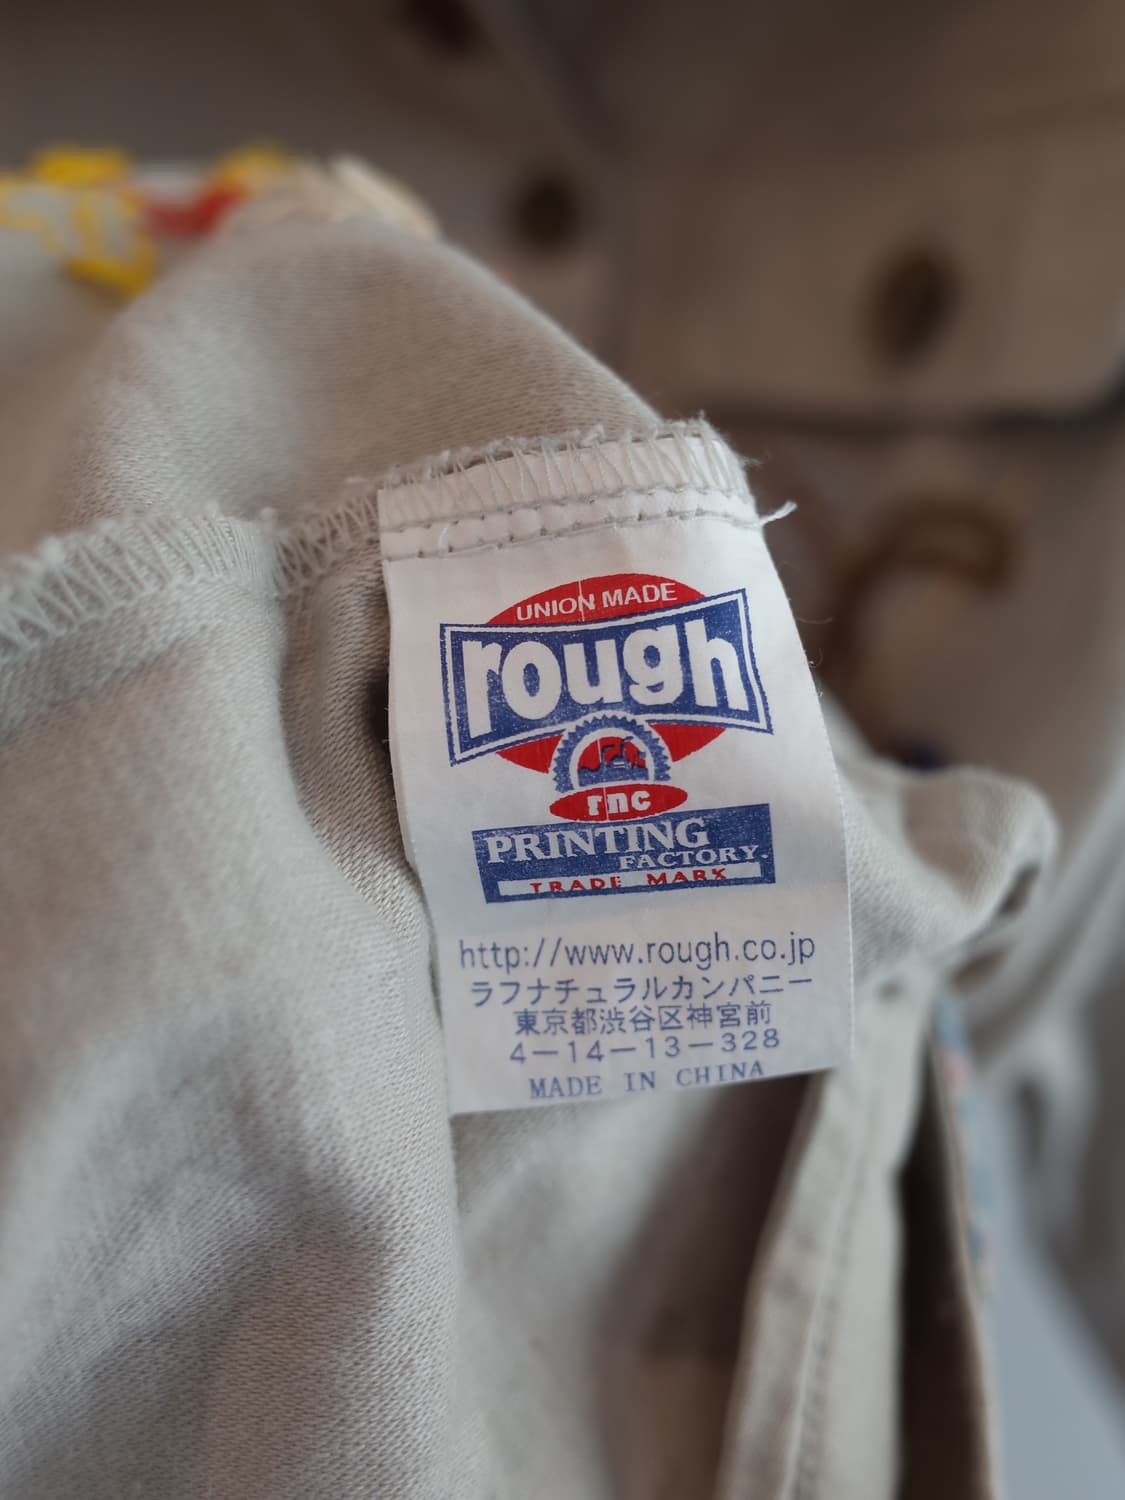 UNION MADE
rough
rnc
PRINTING
FACTORY.
TRADE MARK
http://www.rough.co.jp
ラフナチュラルカンパニー
東京都渋谷区神宮前
4－14－13－328
MADE IN CHINA